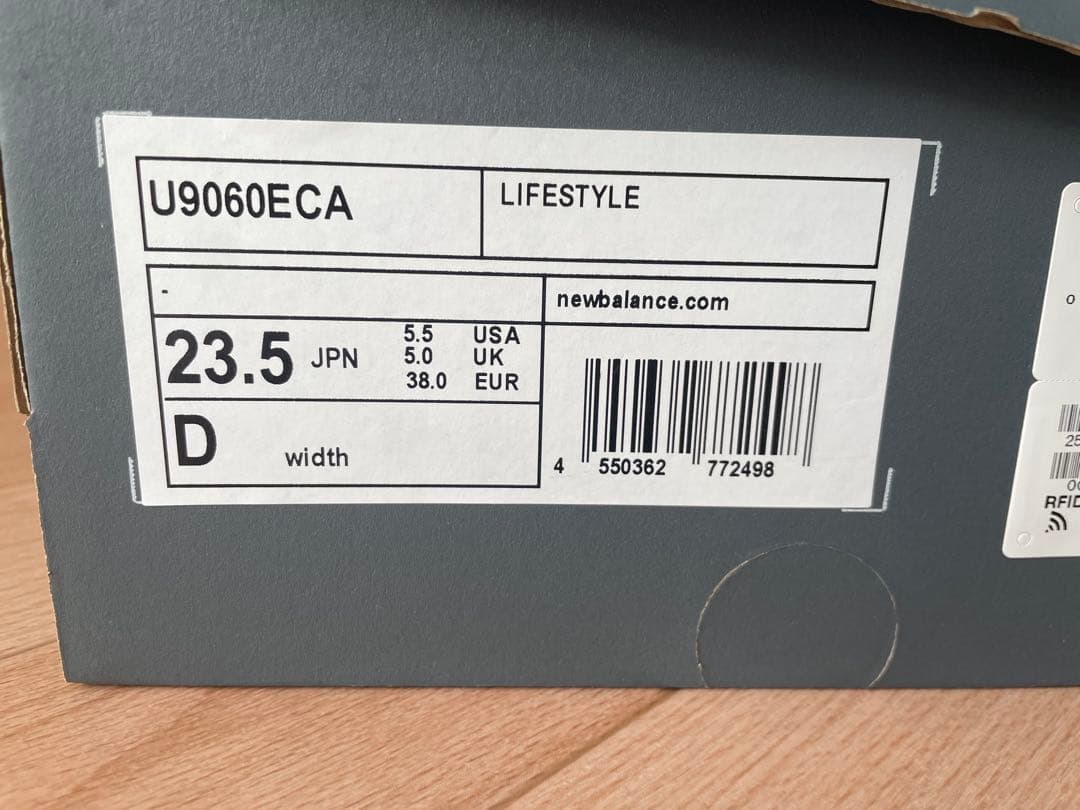 U9060ECA
LIFESTYLE
-
newbalance.com
23.5 JPN
5.5 USA
5.0 UK
38.0 EUR
D width
4 550362 772498
RFID